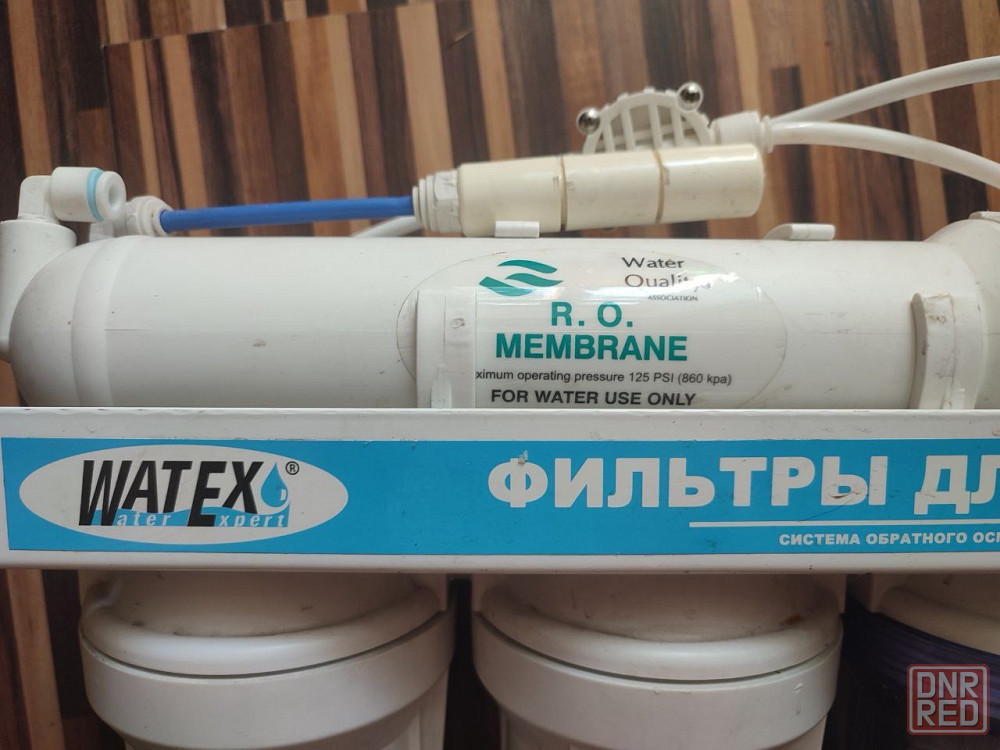 Water
Quality
ASSOCIATION
R. O.
MEMBRANE
ximum operating pressure 125 PSI (860 kpa)
FOR WATER USE ONLY
WATEX®
ater xpert
ФИЛЬТРЫ ДЛ
СИСТЕМА ОБРАТНОГО ОС
DNR
RED